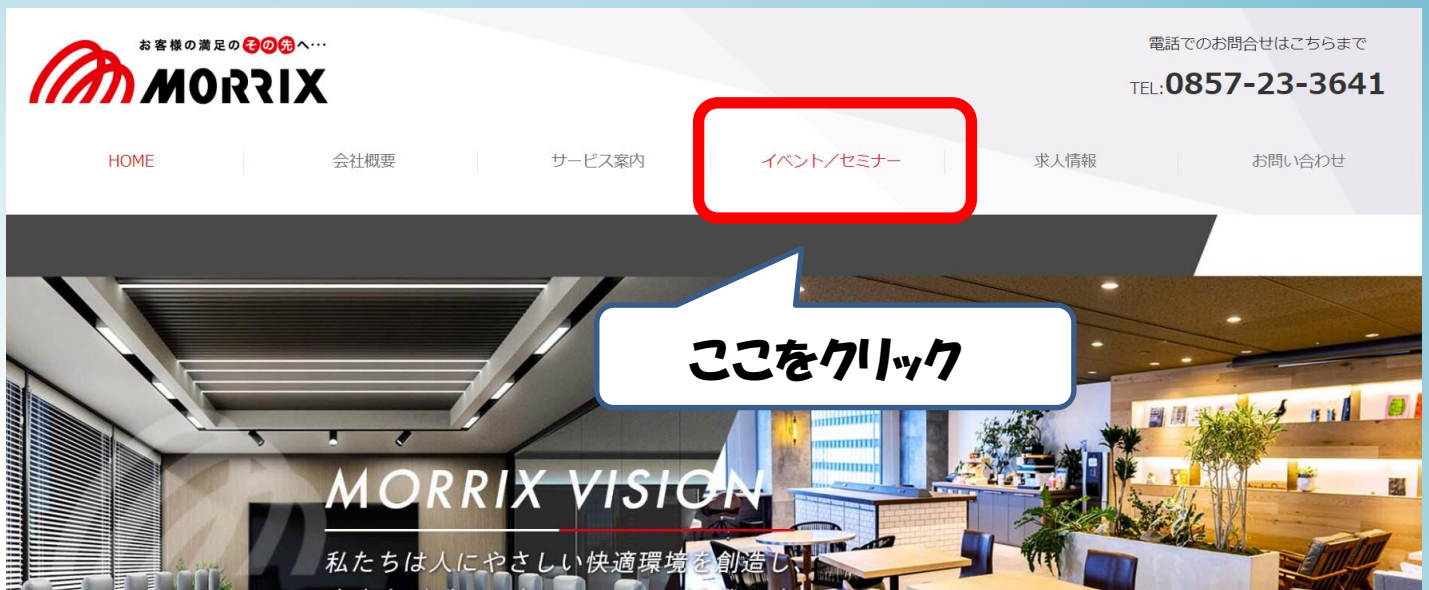 お客様の満足のその先へ…
MORRIX
電話でのお問合せはこちらまで
TEL:0857-23-3641
HOME 会社概要 サービス案内 イベント/セミナー 求人情報 お問い合わせ
ここをクリック
MORRIX VISION
私たちは人にやさしい快適環境を創造し、